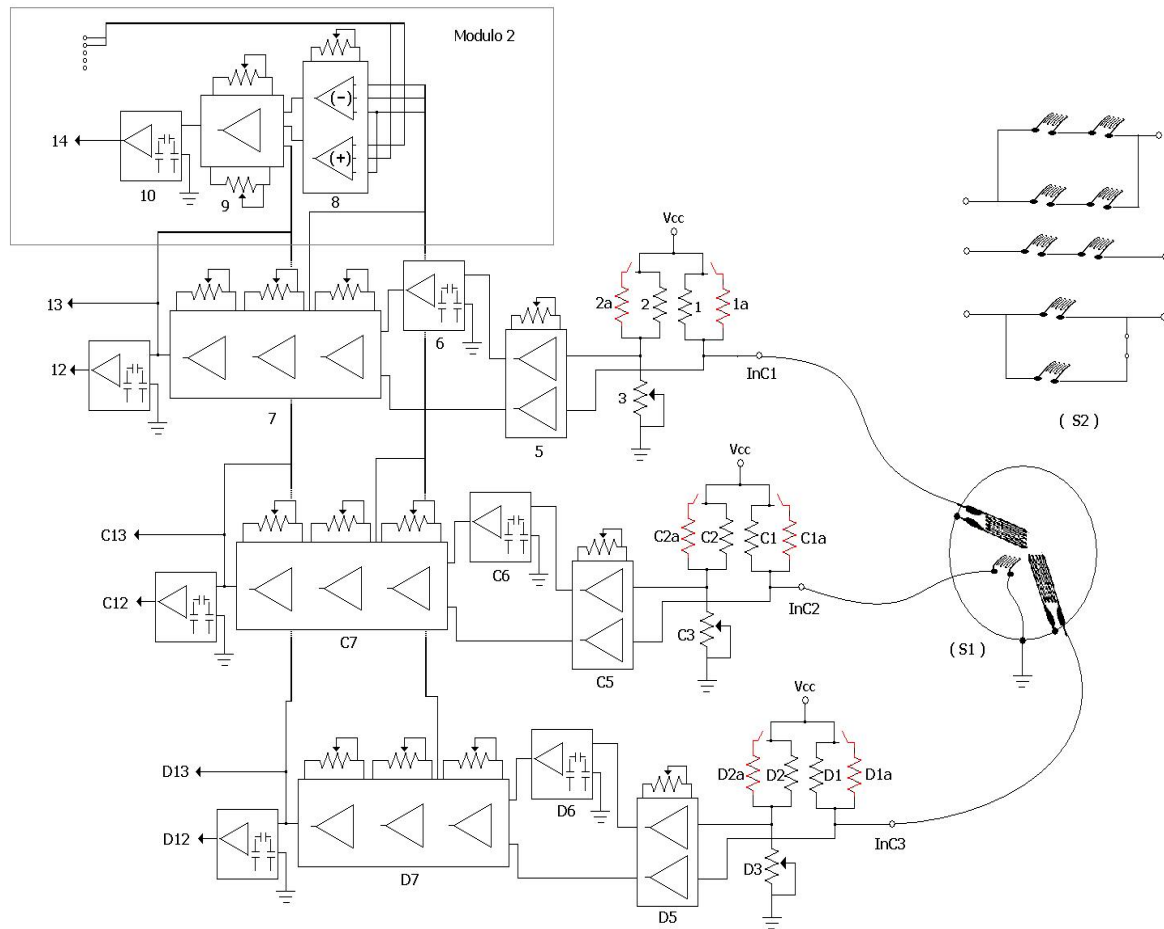 Modulo 2
(-)
(+)
14
10
9
8
Vcc
2a
2
1
1a
13
12
6
InC1
3
7
5
( S2 )
Vcc
C2a
C2
C1
C1a
C13
C12
C6
InC2
C3
C7
C5
( S1 )
Vcc
D2a
D2
D1
D1a
D13
D12
D6
InC3
D3
D7
D5